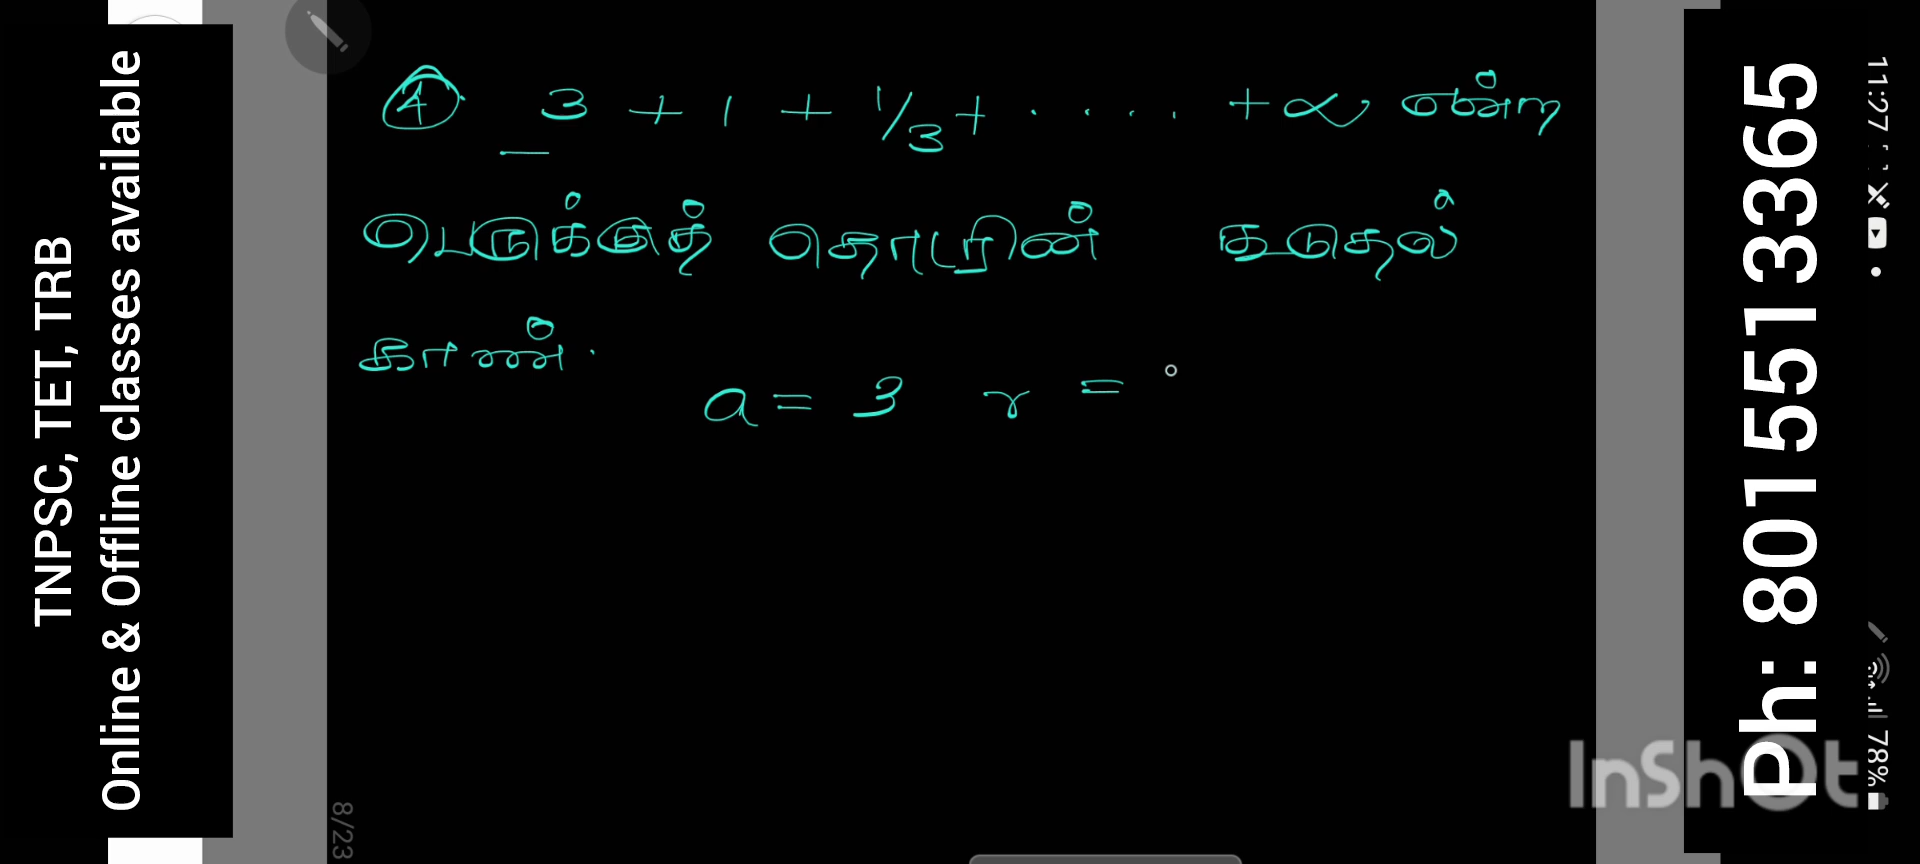 TNPSC, TET, TRB
Online & Offline classes available
④ 3 + 1 + 1/3 + ..... + ∝ என்ற
பெருக்குத் தொடரின் கூடுதல்
காண்.
a = 3 r =
8/23
Ph: 8015513365
11:27
78%
InShOt